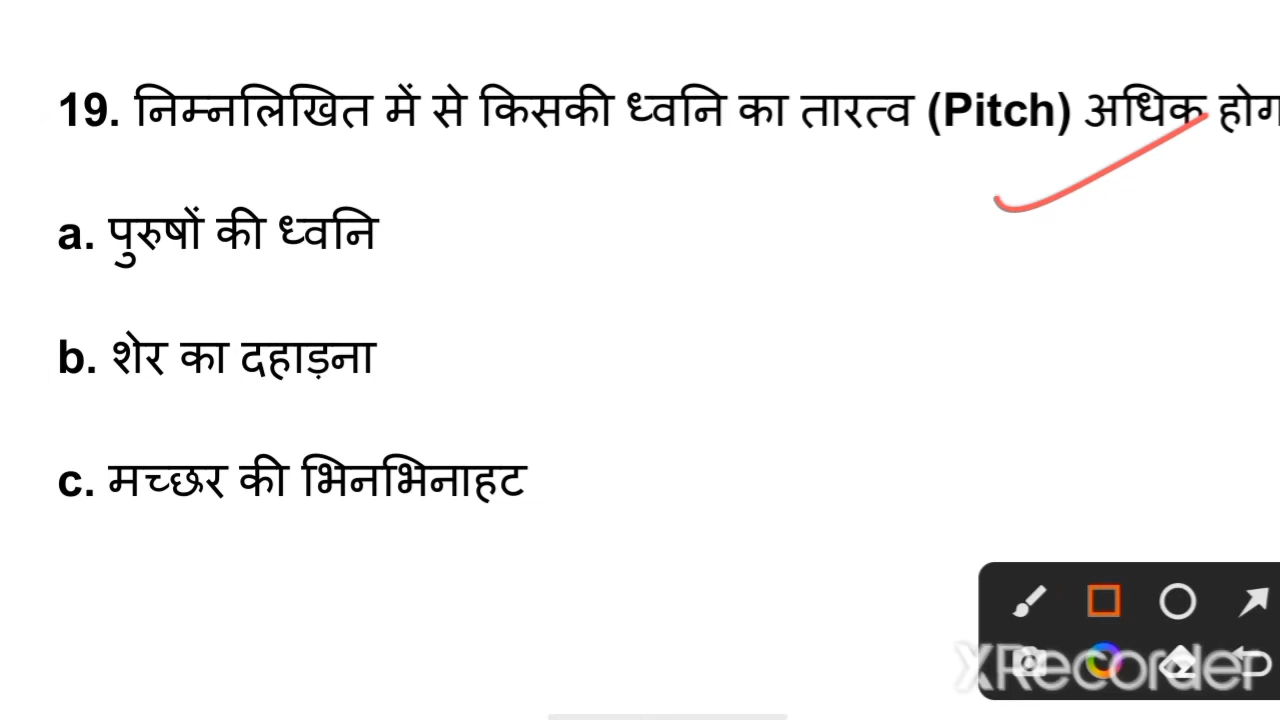 19. निम्नलिखित में से किसकी ध्वनि का तारत्व (Pitch) अधिक
a. पुरुषों की ध्वनि
b. शेर का दहाड़ना
c. मच्छर की भिनभिनाहट
XRecorder